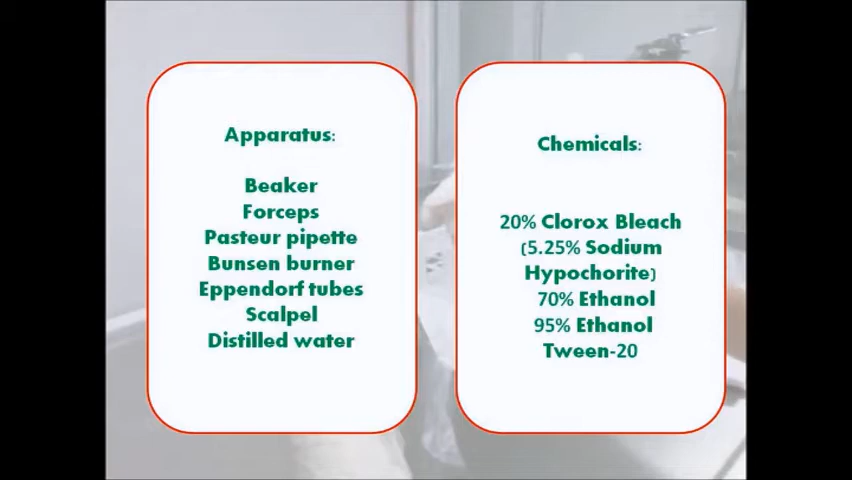 Apparatus:
Beaker
Forceps
Pasteur pipette
Bunsen burner
Eppendorf tubes
Scalpel
Distilled water
Chemicals:
20% Clorox Bleach
(5.25% Sodium
Hypochorite)
70% Ethanol
95% Ethanol
Tween-20